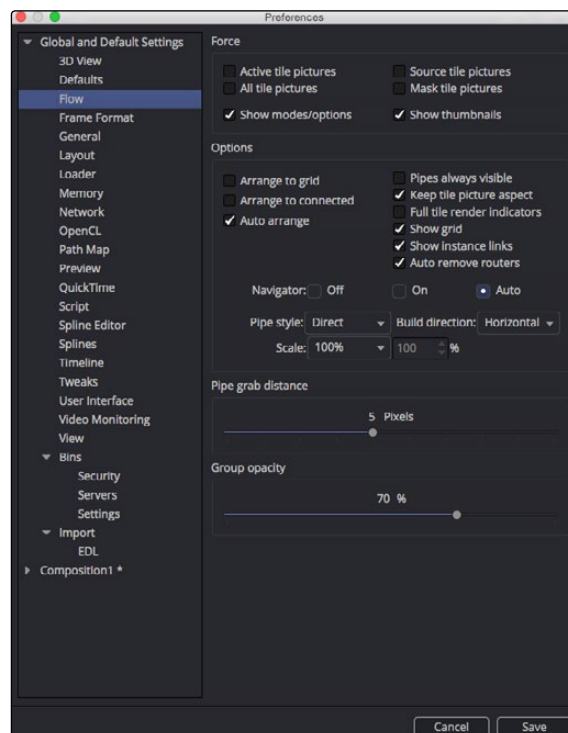 Preferences
Global and Default Settings
3D View
Defaults
Flow
Frame Format
General
Layout
Loader
Memory
Network
OpenCL
Path Map
Preview
QuickTime
Script
Spline Editor
Splines
Timeline
Tweaks
User Interface
Video Monitoring
View
Bins
Security
Servers
Settings
Import
EDL
Composition1 *
Force
Active tile pictures
Source tile pictures
All tile pictures
Mask tile pictures
Show modes/options
Show thumbnails
Options
Arrange to grid
Arrange to connected
Auto arrange
Pipes always visible
Keep tile picture aspect
Full tile render indicators
Show grid
Show instance links
Auto remove routers
Navigator: Off On Auto
Pipe style: Direct Build direction: Horizontal
Scale: 100% 100 %
Pipe grab distance
5 Pixels
Group opacity
70 %
Cancel Save